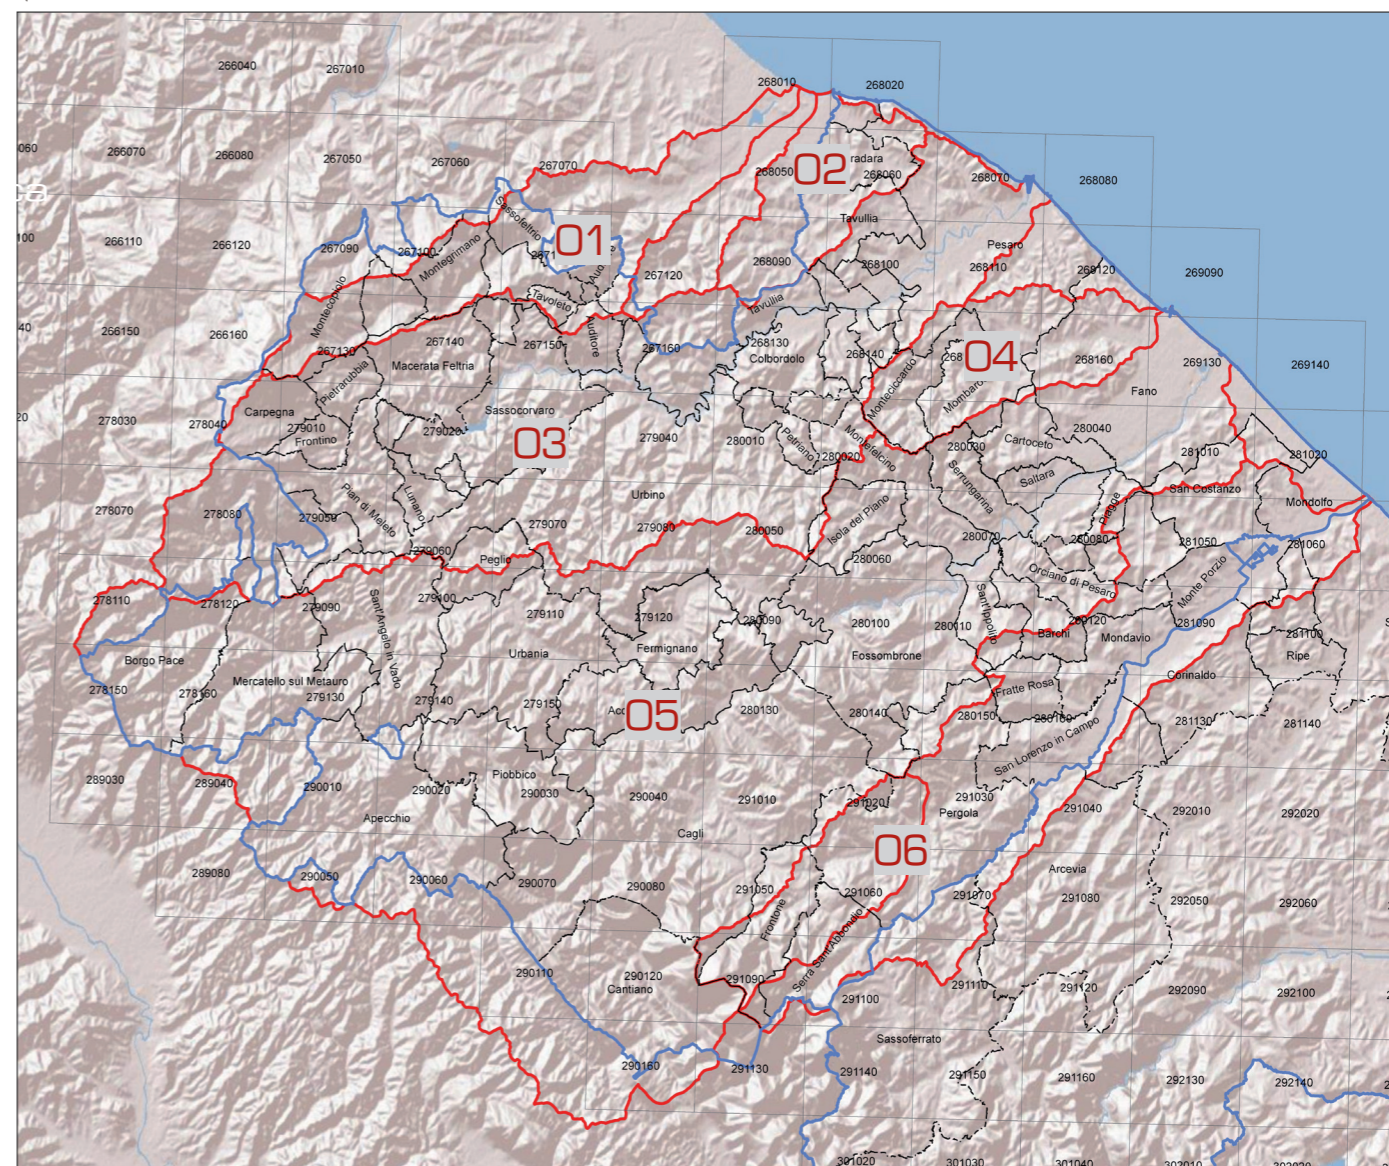 266040
267010
268010
268020
060
266070
266080
267050
267060
267070
268050
02
radara
268060
268070
268080
ca
Sassofeltrio
01
Tavullia
Pesaro
100
266110
266120
267090
267100
Montegrimano
267120
268090
268100
268110
269120
269090
Montecopiolo
Tavoleto
Auditore
Tavullia
266150
266160
267130
267140
267150
267160
268130
268140
04
268160
269130
269140
Macerata Feltria
Colbordolo
Monteciccardo
Fano
Pietrarubbia
Carpegna
Sassocorvaro
278030
278040
279010
279020
03
279040
280010
280020
280030
280040
Frontino
Petriano
Montefelcino
Cartoceto
281010
281020
Saltara
Serrungarina
San Costanzo
Mondolfo
Urbino
Pian di Meleto
Lunano
Isola del Piano
Piagge
278070
278080
279050
279070
279080
280050
280070
280080
281050
281060
279060
Peglio
280060
Orciano di Pesaro
Monte Porzio
278110
278120
279090
279100
279110
279120
280090
280100
280110
Sant'Ippolito
281090
281100
Barchi
Mondavio
Sant'Angelo in Vado
Borgo Pace
Urbania
Fermignano
Fossombrone
Ripe
Corinaldo
Mercatello sul Metauro
278150
278160
279130
279140
279150
05
280130
280140
280150
Fratte Rosa
281130
281140
San Lorenzo in Campo
289030
289040
290010
290020
Piobbico
290030
290040
291010
291020
291030
Pergola
291040
292010
292020
Apecchio
Cagli
06
289080
290050
290060
290070
290080
291050
291060
291070
Arcevia
291080
292050
292060
Frontone
Serra Sant'Abbondio
290110
290120
Cantiano
291090
291100
291110
291120
292090
292100
Sassoferrato
290160
291130
291140
291150
291160
292130
292140
301020
301030
301040
302010